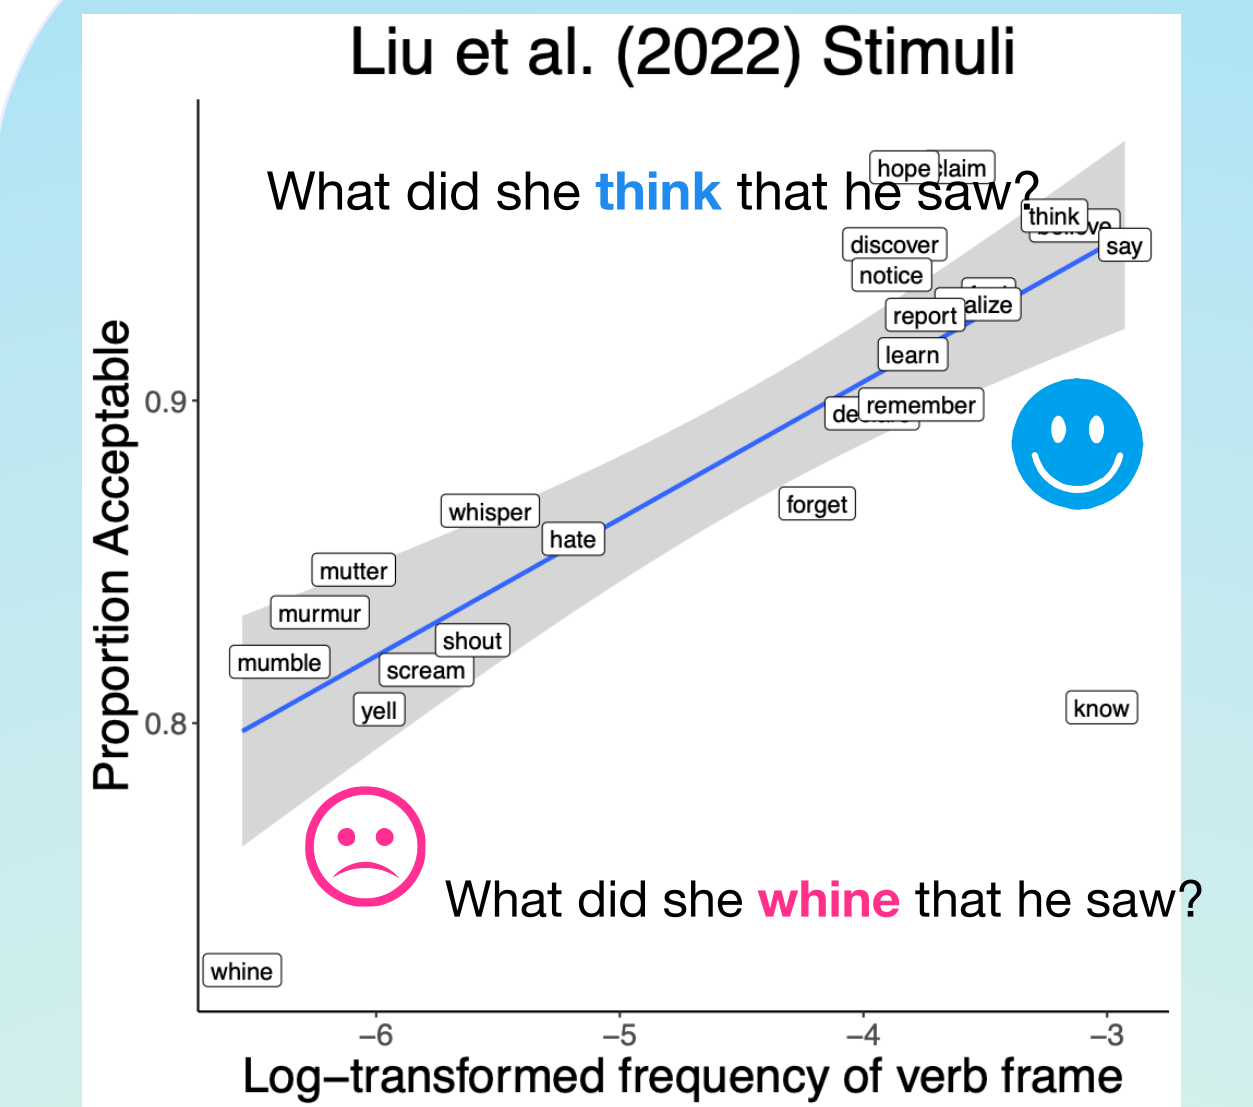 Liu et al. (2022) Stimuli
What did she think that he saw?
hope
think
say
discover
notice
report
learn
remember
forget
whisper
hate
mutter
murmur
shout
mumble
scream
yell
know
What did she whine that he saw?
whine
0.9
0.8
Proportion Acceptable
−6
−5
−4
−3
Log−transformed frequency of verb frame